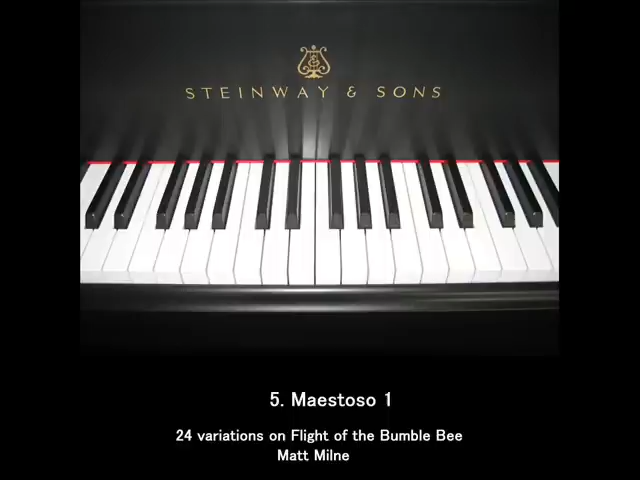 STEINWAY & SONS
5. Maestoso 1
24 variations on Flight of the Bumble Bee
Matt Milne